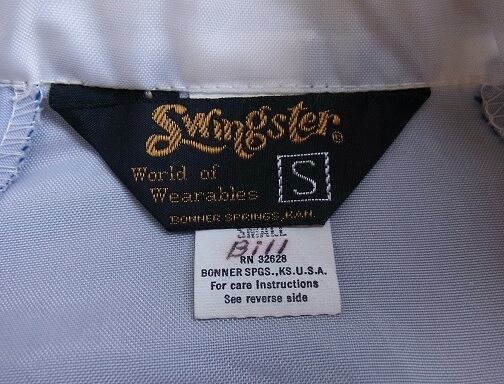 Swingster®
World of
Wearables
S
BONNER SPRINGS, KAN.
SMALL
Bill
RN 32628
BONNER SPGS., KS. U.S.A.
For care Instructions
See reverse side